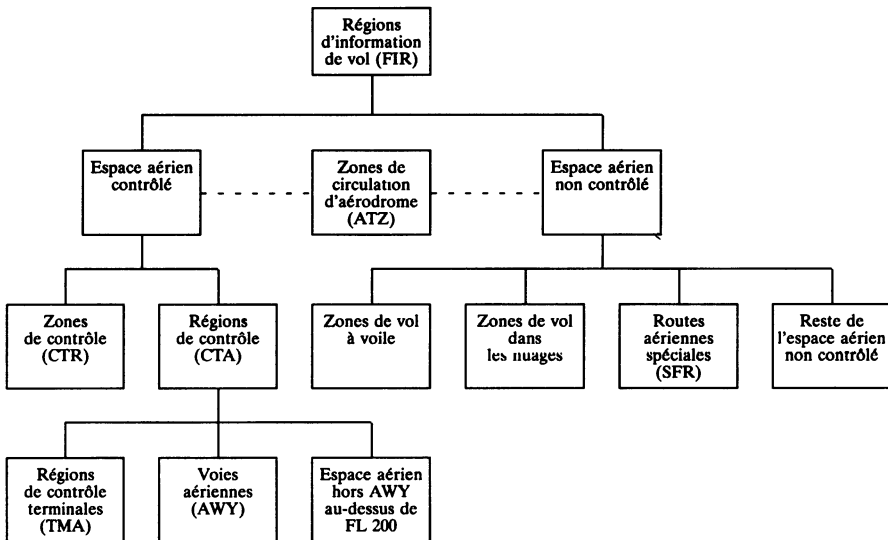 Régions
d'information
de vol (FIR)
Espace aérien
contrôlé
Zones de
circulation
d'aérodrome
(ATZ)
Espace aérien
non contrôlé
Zones
de contrôle
(CTR)
Régions
de contrôle
(CTA)
Zones de vol
à voile
Zones de vol
dans
les nuages
Routes
aériennes
spéciales
(SFR)
Reste de
l'espace aérien
non contrôlé
Régions
de contrôle
terminales
(TMA)
Voies
aériennes
(AWY)
Espace aérien
hors AWY
au-dessus de
FL 200